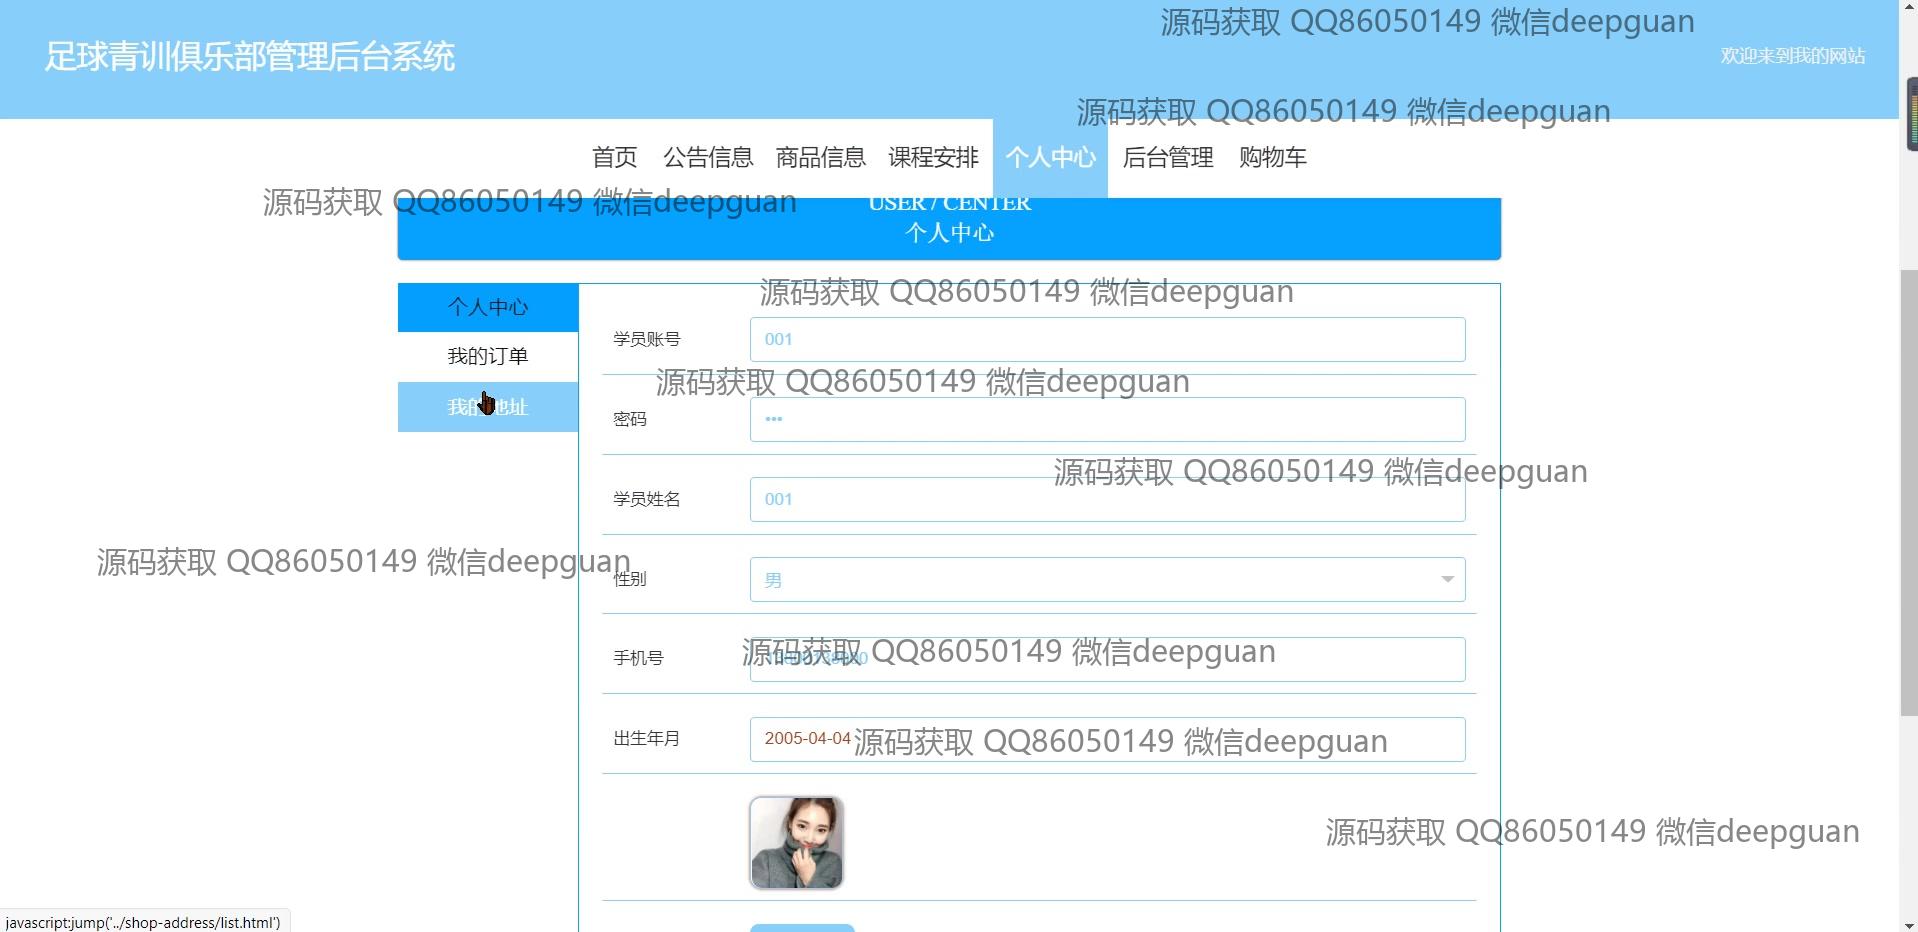 源码获取 QQ86050149 微信deepguan
足球青训俱乐部管理后台系统
欢迎来到我的网站
源码获取 QQ86050149 微信deepguan
首页 公告信息 商品信息 课程安排 个人中心 后台管理 购物车
源码获取 QQ86050149 微信deepguan
USER / CENTER
个人中心
源码获取 QQ86050149 微信deepguan
个人中心
学员账号 001
我的订单
源码获取 QQ86050149 微信deepguan
我的地址
密码 •••
源码获取 QQ86050149 微信deepguan
学员姓名 001
源码获取 QQ86050149 微信deepguan
性别 男
源码获取 QQ86050149 微信deepguan
手机号
出生年月 2005-04-04
源码获取 QQ86050149 微信deepguan
源码获取 QQ86050149 微信deepguan
javascript:jump('../shop-address/list.html')